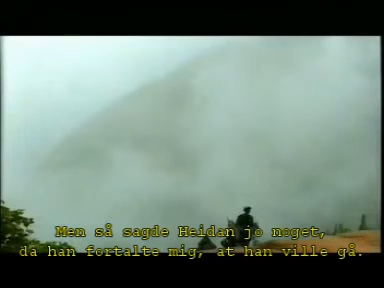 Men så sagde Heidan jo noget,
da han fortalte mig, at han ville gå.